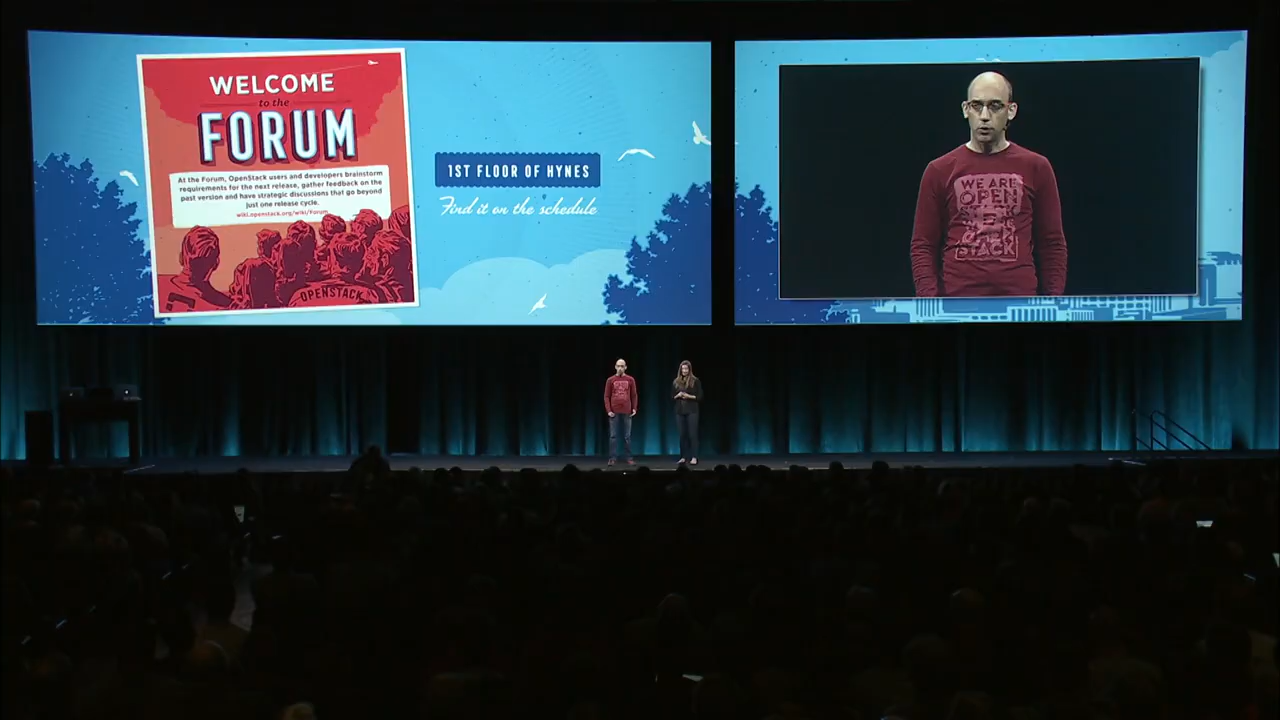 WELCOME
to the
FORUM
At the Forum, OpenStack users and developers brainstorm
requirements for the next release, gather feedback on the
past version and have strategic discussions that go beyond
just one release cycle.
wiki.openstack.org/wiki/Forum
OPENSTACK
1ST FLOOR OF HYNES
Find it on the schedule
WE ARE
OPEN
STACK